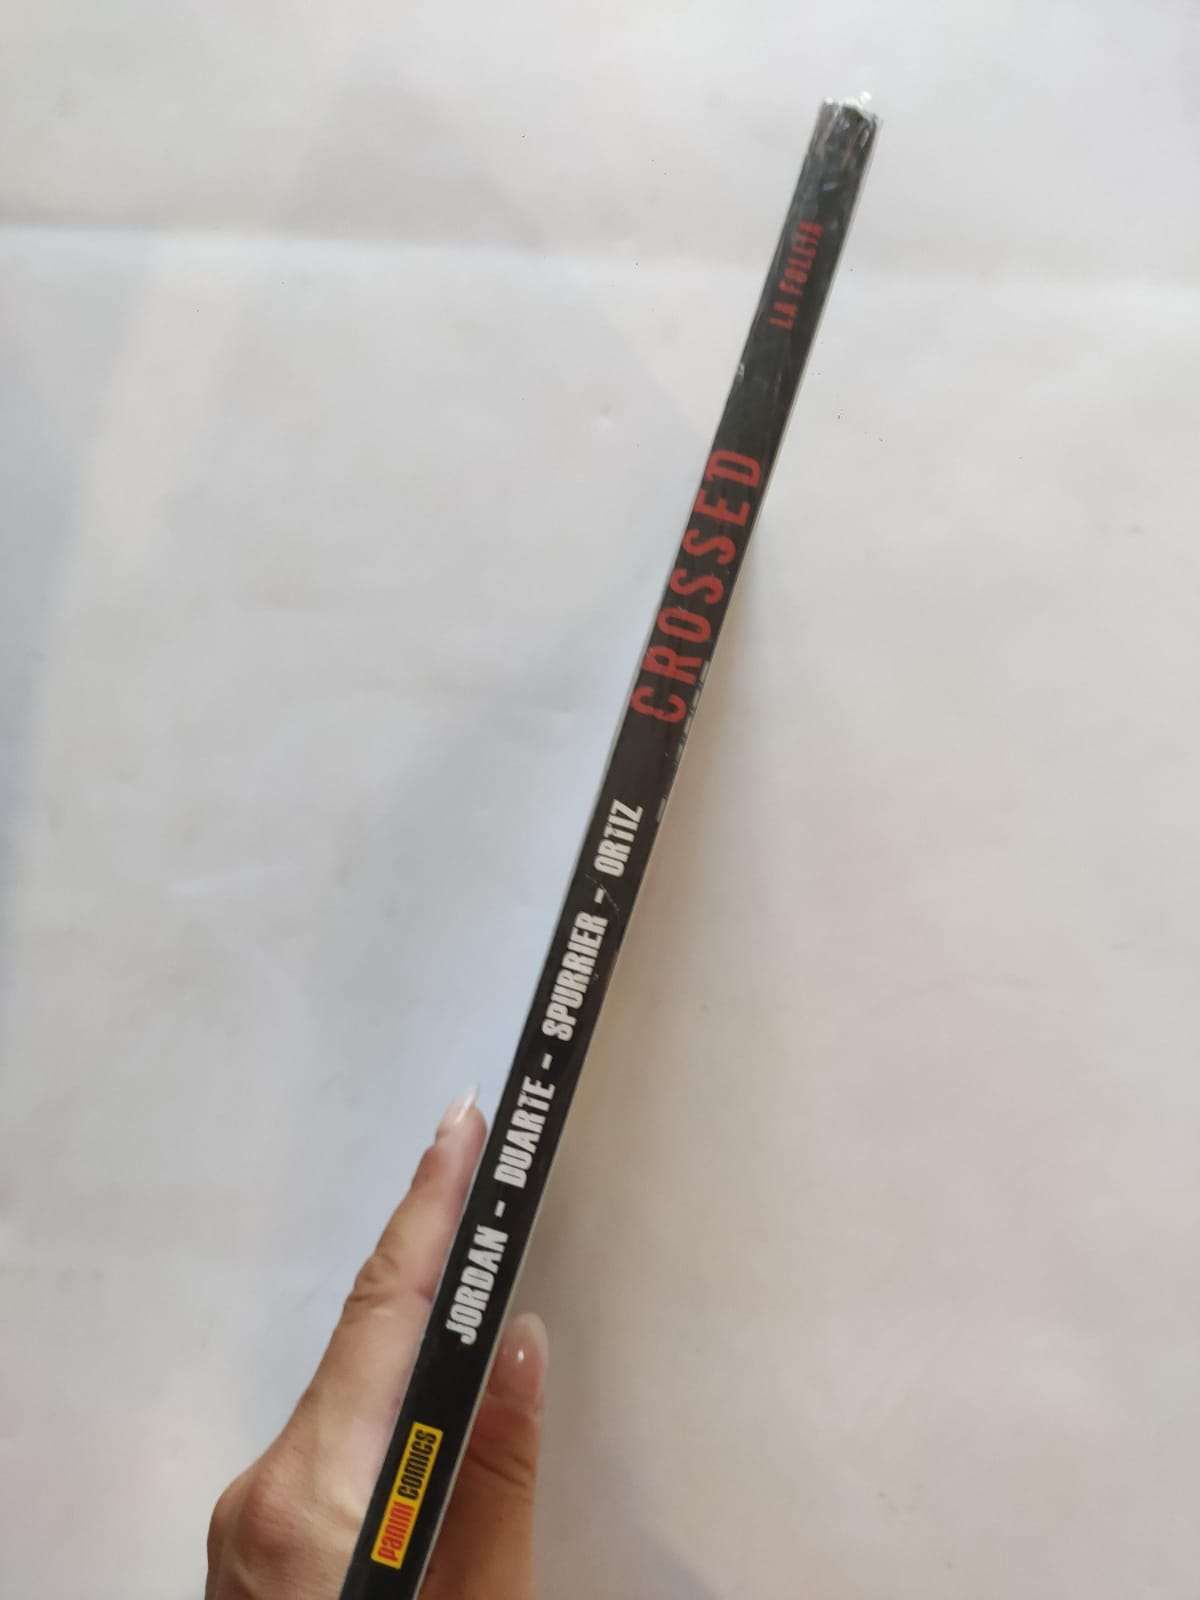 PANINI COMICS
JORDAN - DUARTE - SPURRIER - ORTIZ
CROSSED
LA FOLLIA